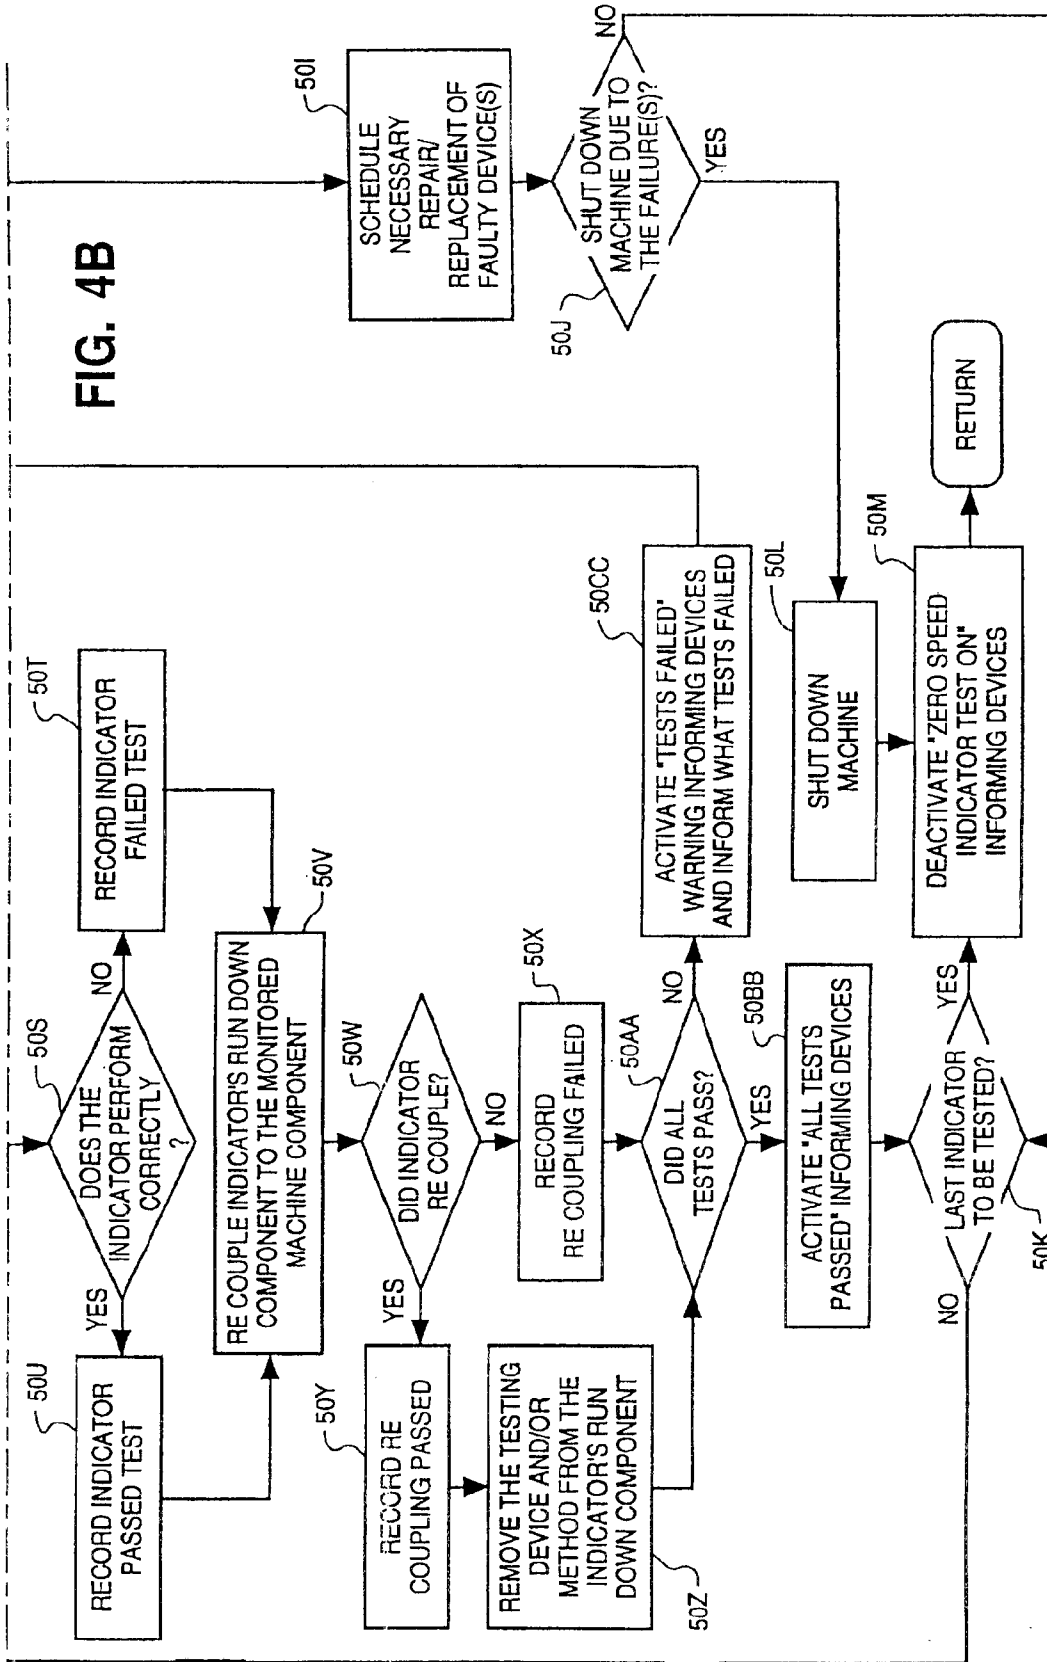 FIG. 4B
50S
DOES THE
INDICATOR PERFORM
CORRECTLY
?
YES
NO
50U
RECORD INDICATOR
PASSED TEST
50T
RECORD INDICATOR
FAILED TEST
50V
RE COUPLE INDICATOR'S RUN DOWN
COMPONENT TO THE MONITORED
MACHINE COMPONENT
50W
DID INDICATOR
RE COUPLE?
YES
NO
50Y
RECORD RE
COUPLING PASSED
50X
RECORD
RE COUPLING FAILED
REMOVE THE TESTING
DEVICE AND/OR
METHOD FROM THE
INDICATOR'S RUN
DOWN COMPONENT
50Z
50AA
DID ALL
TESTS PASS?
NO
YES
50CC
ACTIVATE "TESTS FAILED"
WARNING INFORMING DEVICES
AND INFORM WHAT TESTS FAILED
50BB
ACTIVATE "ALL TESTS
PASSED" INFORMING DEVICES
LAST INDICATOR
TO BE TESTED?
NO
YES
50K
50I
SCHEDULE
NECESSARY
REPAIR/
REPLACEMENT OF
FAULTY DEVICE(S)
50J
SHUT DOWN
MACHINE DUE TO
THE FAILURE(S)?
NO
YES
50L
SHUT DOWN
MACHINE
50M
DEACTIVATE "ZERO SPEED
INDICATOR TEST ON"
INFORMING DEVICES
RETURN